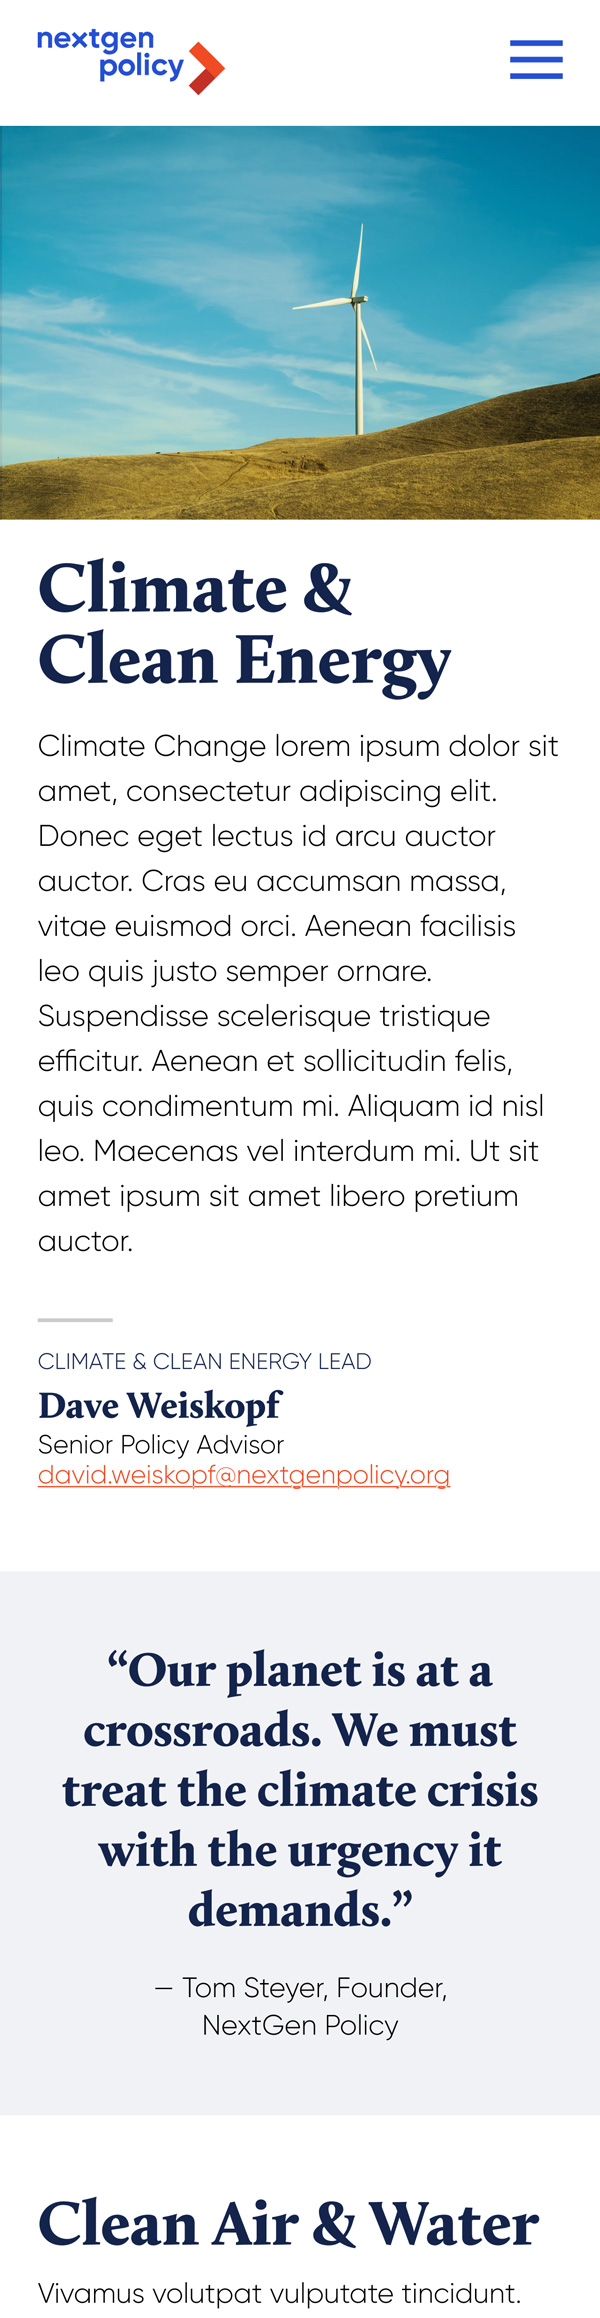 nextgen
policy
Climate &
Clean Energy
Climate Change lorem ipsum dolor sit
amet, consectetur adipiscing elit.
Donec eget lectus id arcu auctor
auctor. Cras eu accumsan massa,
vitae euismod orci. Aenean facilisis
leo quis justo semper ornare.
Suspendisse scelerisque tristique
efficitur. Aenean et sollicitudin felis,
quis condimentum mi. Aliquam id nisl
leo. Maecenas vel interdum mi. Ut sit
amet ipsum sit amet libero pretium
auctor.
CLIMATE & CLEAN ENERGY LEAD
Dave Weiskopf
Senior Policy Advisor
david.weiskopf@nextgenpolicy.org
“Our planet is at a
crossroads. We must
treat the climate crisis
with the urgency it
demands.”
– Tom Steyer, Founder,
NextGen Policy
Clean Air & Water
Vivamus volutpat vulputate tincidunt.